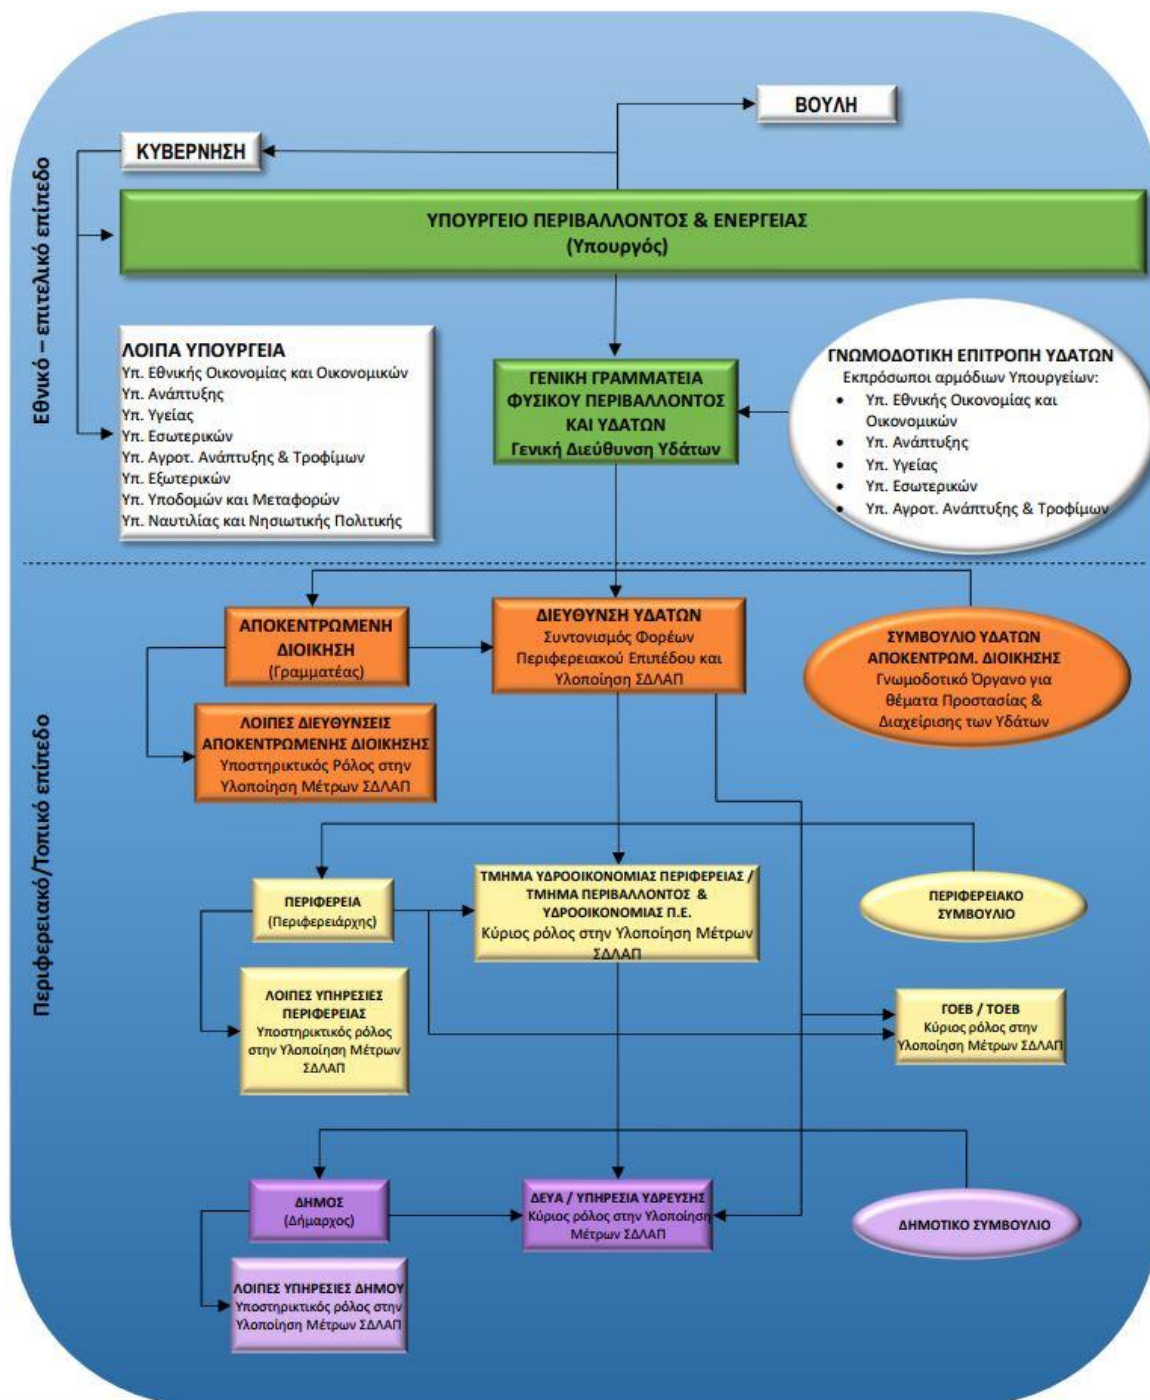 Εθνικό – επιτελικό επίπεδο
ΒΟΥΛΗ
ΚΥΒΕΡΝΗΣΗ
ΥΠΟΥΡΓΕΙΟ ΠΕΡΙΒΑΛΛΟΝΤΟΣ & ΕΝΕΡΓΕΙΑΣ
(Υπουργός)
ΛΟΙΠΑ ΥΠΟΥΡΓΕΙΑ
Υπ. Εθνικής Οικονομίας και Οικονομικών
Υπ. Ανάπτυξης
Υπ. Υγείας
Υπ. Εσωτερικών
Υπ. Αγροτ. Ανάπτυξης & Τροφίμων
Υπ. Εξωτερικών
Υπ. Υποδομών και Μεταφορών
Υπ. Ναυτιλίας και Νησιωτικής Πολιτικής
ΓΕΝΙΚΗ ΓΡΑΜΜΑΤΕΙΑ
ΦΥΣΙΚΟΥ ΠΕΡΙΒΑΛΛΟΝΤΟΣ
ΚΑΙ ΥΔΑΤΩΝ
Γενική Διεύθυνση Υδάτων
ΓΝΩΜΟΔΟΤΙΚΗ ΕΠΙΤΡΟΠΗ ΥΔΑΤΩΝ
Εκπρόσωποι αρμόδιων Υπουργείων:
• Υπ. Εθνικής Οικονομίας και
Οικονομικών
• Υπ. Ανάπτυξης
• Υπ. Υγείας
• Υπ. Εσωτερικών
• Υπ. Αγροτ. Ανάπτυξης & Τροφίμων
Περιφερειακό/Τοπικό επίπεδο
ΑΠΟΚΕΝΤΡΩΜΕΝΗ
ΔΙΟΙΚΗΣΗ
(Γραμματέας)
ΔΙΕΥΘΥΝΣΗ ΥΔΑΤΩΝ
Συντονισμός Φορέων
Περιφερειακού Επιπέδου και
Υλοποίηση ΣΔΛΑΠ
ΣΥΜΒΟΥΛΙΟ ΥΔΑΤΩΝ
ΑΠΟΚΕΝΤΡΩΜ. ΔΙΟΙΚΗΣΗΣ
Γνωμοδοτικό Όργανο για
θέματα Προστασίας &
Διαχείρισης των Υδάτων
ΛΟΙΠΕΣ ΔΙΕΥΘΥΝΣΕΙΣ
ΑΠΟΚΕΝΤΡΩΜΕΝΗΣ ΔΙΟΙΚΗΣΗΣ
Υποστηρικτικός Ρόλος στην
Υλοποίηση Μέτρων ΣΔΛΑΠ
ΠΕΡΙΦΕΡΕΙΑ
(Περιφερειάρχης)
ΤΜΗΜΑ ΥΔΡΟΟΙΚΟΝΟΜΙΑΣ ΠΕΡΙΦΕΡΕΙΑΣ /
ΤΜΗΜΑ ΠΕΡΙΒΑΛΛΟΝΤΟΣ &
ΥΔΡΟΟΙΚΟΝΟΜΙΑΣ Π.Ε.
Κύριος ρόλος στην Υλοποίηση Μέτρων
ΣΔΛΑΠ
ΠΕΡΙΦΕΡΕΙΑΚΟ
ΣΥΜΒΟΥΛΙΟ
ΛΟΙΠΕΣ ΥΠΗΡΕΣΙΕΣ
ΠΕΡΙΦΕΡΕΙΑΣ
Υποστηρικτικός ρόλος
στην Υλοποίηση Μέτρων
ΣΔΛΑΠ
ΓΟΕΒ / ΤΟΕΒ
Κύριος ρόλος στην
Υλοποίηση Μέτρων ΣΔΛΑΠ
ΔΗΜΟΣ
(Δήμαρχος)
ΔΕΥΑ / ΥΠΗΡΕΣΙΑ ΥΔΡΕΥΣΗΣ
Κύριος ρόλος στην Υλοποίηση
Μέτρων ΣΔΛΑΠ
ΔΗΜΟΤΙΚΟ ΣΥΜΒΟΥΛΙΟ
ΛΟΙΠΕΣ ΥΠΗΡΕΣΙΕΣ ΔΗΜΟΥ
Υποστηρικτικός ρόλος στην
Υλοποίηση Μέτρων ΣΔΛΑΠ